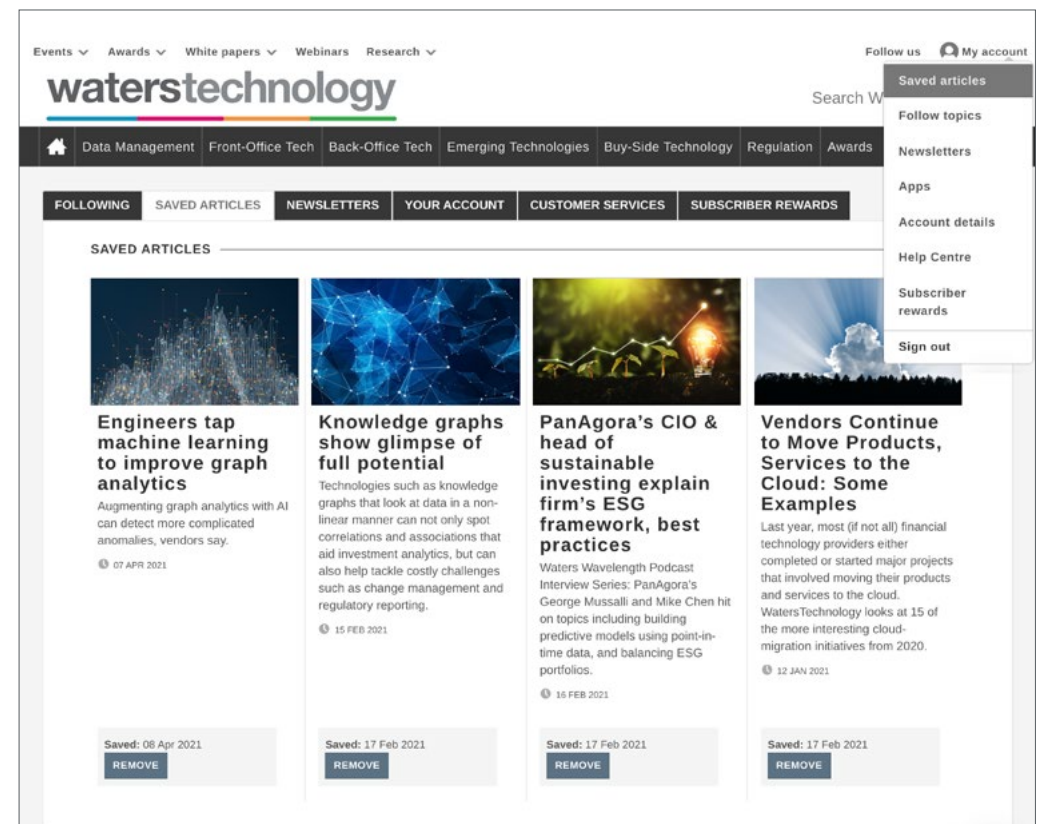 Events Awards White papers Webinars Research Follow us My account
waterstechnology
Search W
Saved articles
Follow topics
Newsletters
Apps
Account details
Help Centre
Subscriber
rewards
Sign out
Data Management Front-Office Tech Back-Office Tech Emerging Technologies Buy-Side Technology Regulation Awards
FOLLOWING SAVED ARTICLES NEWSLETTERS YOUR ACCOUNT CUSTOMER SERVICES SUBSCRIBER REWARDS
SAVED ARTICLES
Engineers tap
machine learning
to improve graph
analytics
Augmenting graph analytics with AI
can detect more complicated
anomalies, vendors say.
07 APR 2021
Saved: 08 Apr 2021
REMOVE
Knowledge graphs
show glimpse of
full potential
Technologies such as knowledge
graphs that look at data in a non-
linear manner can not only spot
correlations and associations that
aid investment analytics, but can
also help tackle costly challenges
such as change management and
regulatory reporting.
15 FEB 2021
Saved: 17 Feb 2021
REMOVE
PanAgora's CIO &
head of
sustainable
investing explain
firm's ESG
framework, best
practices
Waters Wavelength Podcast
Interview Series: PanAgora's
George Mussalli and Mike Chen hit
on topics including building
predictive models using point-in-
time data, and balancing ESG
portfolios.
16 FEB 2021
Saved: 17 Feb 2021
REMOVE
Vendors Continue
to Move Products,
Services to the
Cloud: Some
Examples
Last year, most (if not all) financial
technology providers either
completed or started major projects
that involved moving their products
and services to the cloud.
WatersTechnology looks at 15 of
the more interesting cloud-
migration initiatives from 2020.
12 JAN 2021
Saved: 17 Feb 2021
REMOVE